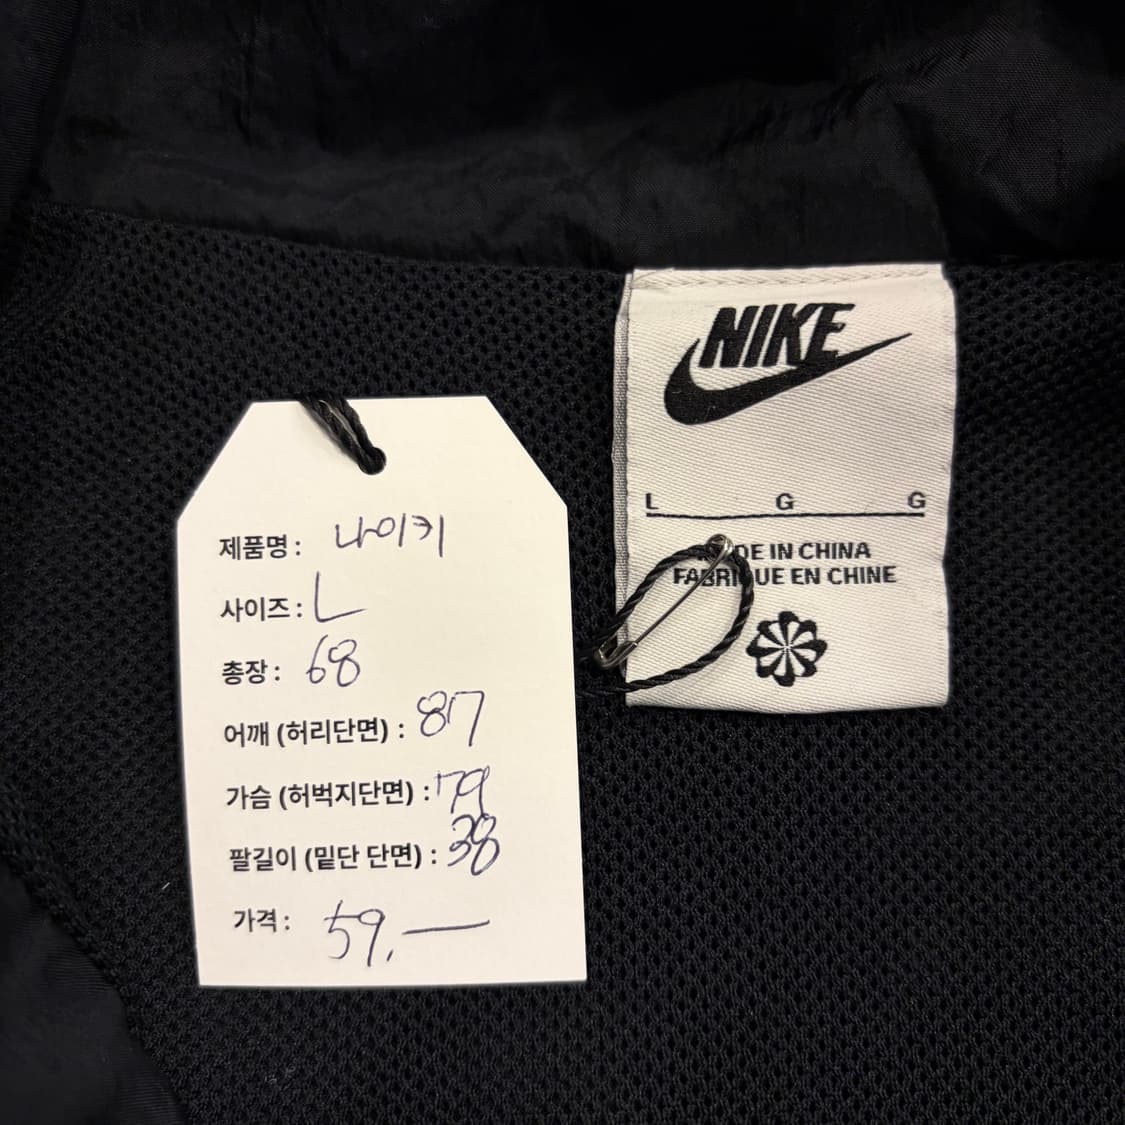 제품명 : 나이키
사이즈 : L
총장 : 68
어깨 (허리단면) : 87
가슴 (허벅지단면) : 79
팔길이 (밑단 단면) : 38
가격 : 59.—
NIKE
L G G
MADE IN CHINA
FABRIQUE EN CHINE